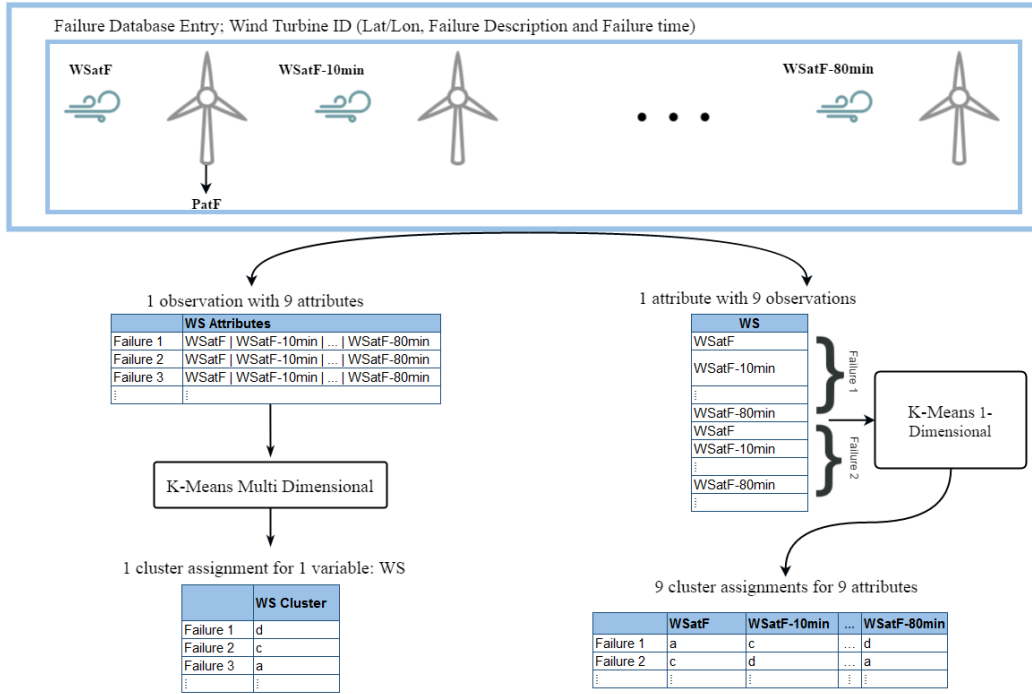 Failure Database Entry; Wind Turbine ID (Lat/Lon, Failure Description and Failure time)
WSatF
WSatF-10min
WSatF-80min
• • •
PatF
1 observation with 9 attributes
WS Attributes
Failure 1 WSatF | WSatF-10min | ... | WSatF-80min
Failure 2 WSatF | WSatF-10min | ... | WSatF-80min
Failure 3 WSatF | WSatF-10min | ... | WSatF-80min
⁞ ⁞
K-Means Multi Dimensional
1 cluster assignment for 1 variable: WS
WS Cluster
Failure 1 d
Failure 2 c
Failure 3 a
⁞ ⁞
1 attribute with 9 observations
WS
WSatF
WSatF-10min
⁞
WSatF-80min
WSatF
WSatF-10min
⁞
WSatF-80min
⁞
Failure 1
Failure 2
K-Means 1-
Dimensional
9 cluster assignments for 9 attributes
WSatF WSatF-10min ... WSatF-80min
Failure 1 a c ... d
Failure 2 c d ... a
⁞ ⁞ ⁞ ⁞ ⁞